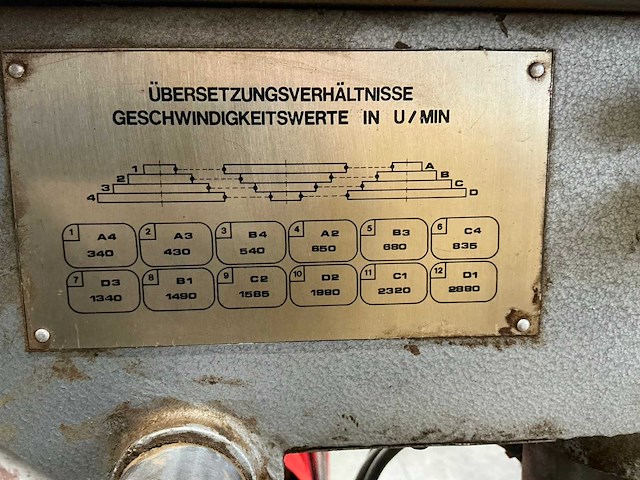 ÜBERSETZUNGSVERHÄLTNISSE
GESCHWINDIGKEITSWERTE IN U/MIN
1 A
2 B
3 C
4 D
1 A4 2 A3 3 B4 4 A2 5 B3 6 C4
340 430 540 650 680 835
7 D3 8 B1 9 C2 10 D2 11 C1 12 D1
1340 1490 1585 1990 2320 2890